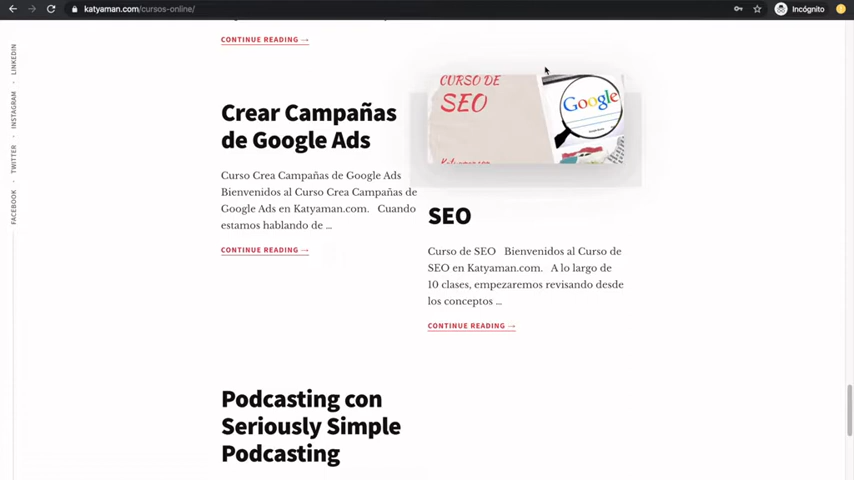 katyaman.com/cursos-online/
Incógnito
CONTINUE READING →
LINKEDIN
INSTAGRAM
TWITTER
FACEBOOK
Crear Campañas
de Google Ads
Curso Crea Campañas de Google Ads
Bienvenidos al Curso Crea Campañas de
Google Ads en Katyaman.com. Cuando
estamos hablando de ...
CONTINUE READING →
CURSO DE
SEO
Google
SEO
Curso de SEO Bienvenidos al Curso de
SEO en Katyaman.com. A lo largo de
10 clases, empezaremos revisando desde
los conceptos ...
CONTINUE READING →
Podcasting con
Seriously Simple
Podcasting